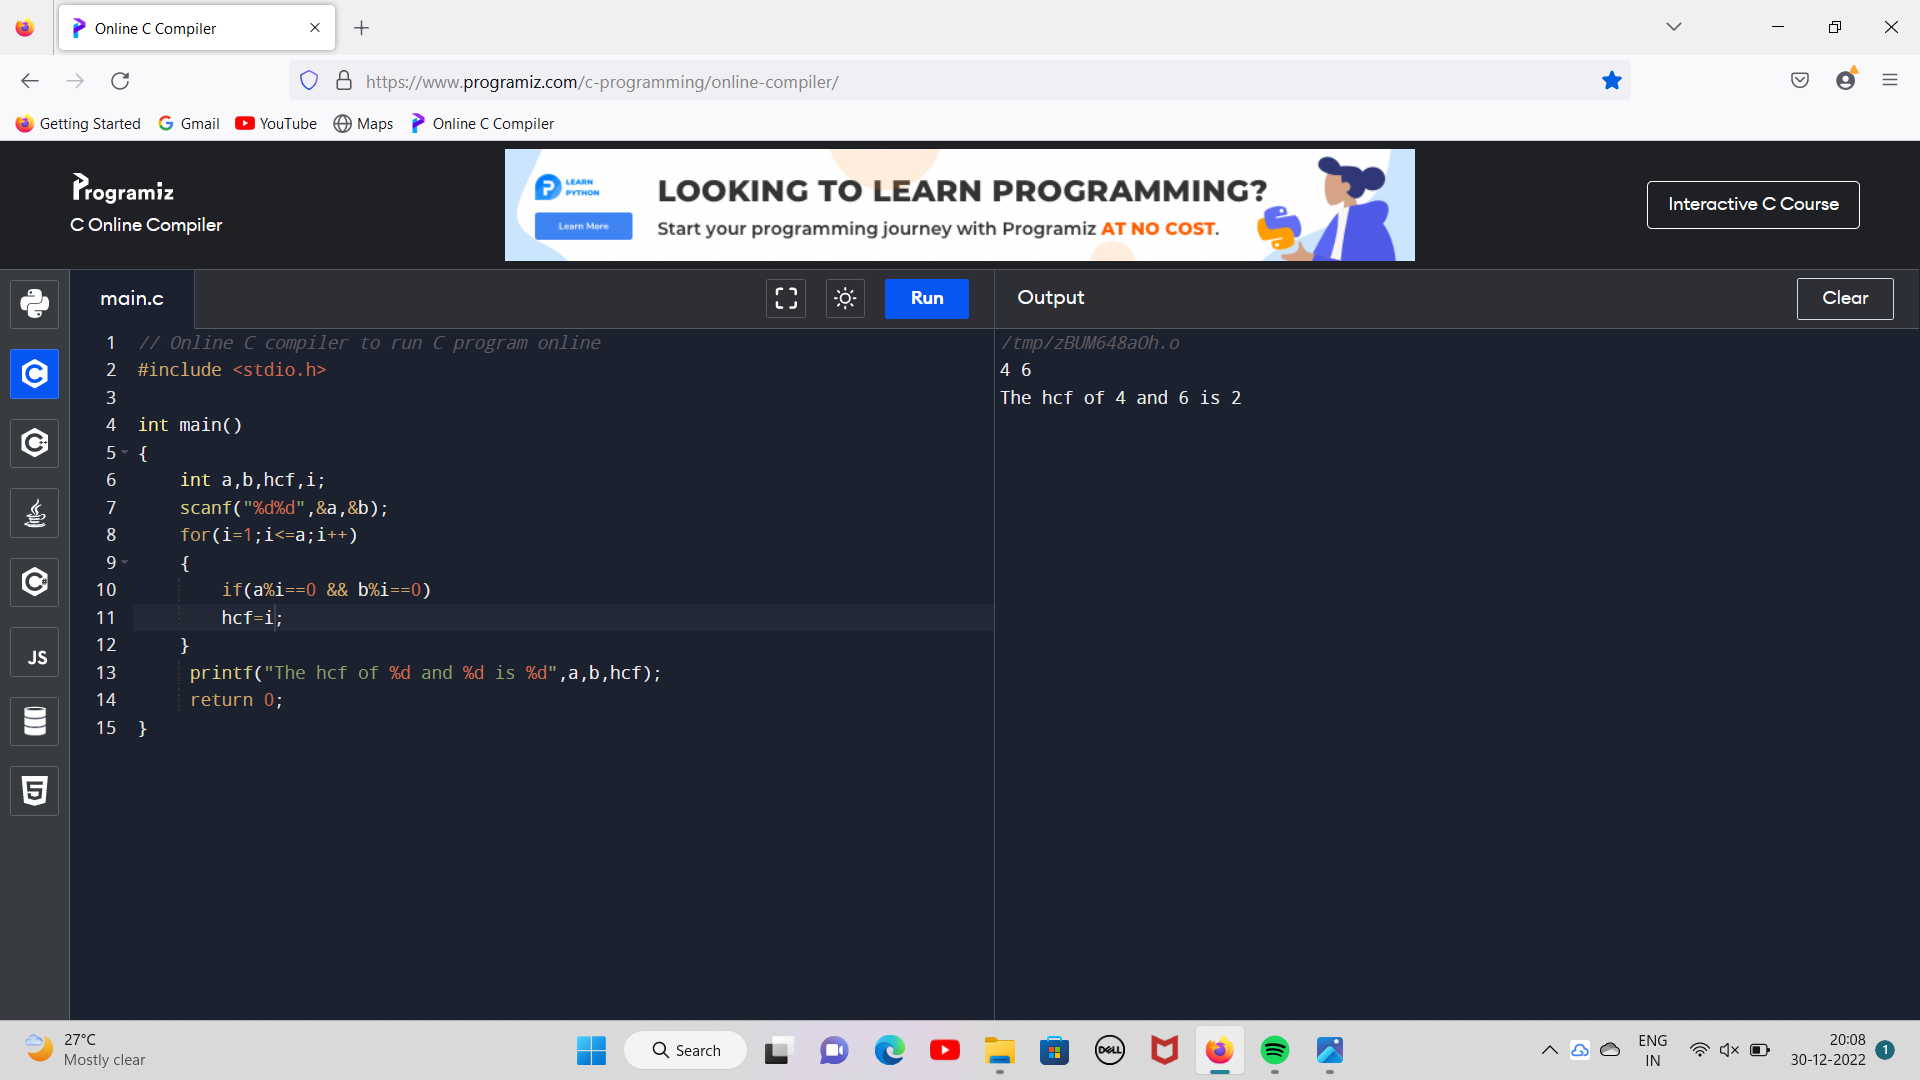 Online C Compiler
https://www.programiz.com/c-programming/online-compiler/
Getting Started
Gmail
YouTube
Maps
Online C Compiler
Programiz
C Online Compiler
LEARN
PYTHON
Learn More
LOOKING TO LEARN PROGRAMMING?
Start your programming journey with Programiz AT NO COST.
Interactive C Course
main.c
Run
Output
Clear
1 // Online C compiler to run C program online
2 #include <stdio.h>
3
4 int main()
5 {
6     int a,b,hcf,i;
7     scanf("%d%d",&a,&b);
8     for(i=1;i<=a;i++)
9     {
10         if(a%i==0 && b%i==0)
11         hcf=i;
12     }
13      printf("The hcf of %d and %d is %d",a,b,hcf);
14      return 0;
15 }
/tmp/zBUM648aOh.o
4 6
The hcf of 4 and 6 is 2
JS
27°C
Mostly clear
Search
DELL
ENG
IN
20:08
30-12-2022
1